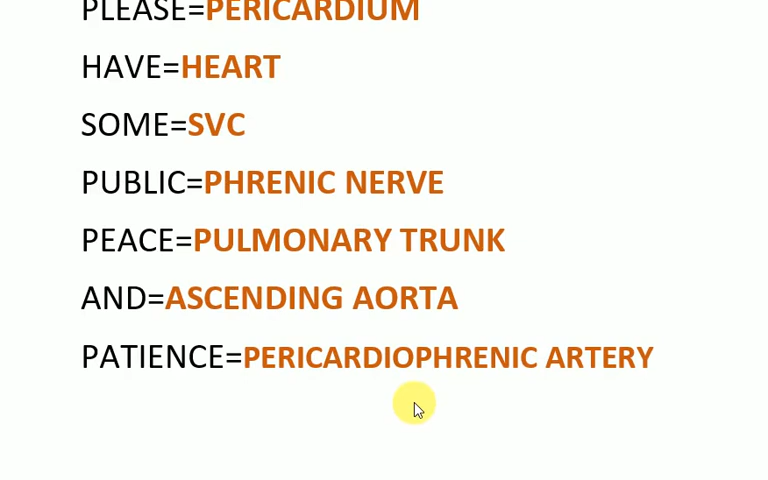 PLEASE=PERICARDIUM
HAVE=HEART
SOME=SVC
PUBLIC=PHRENIC NERVE
PEACE=PULMONARY TRUNK
AND=ASCENDING AORTA
PATIENCE=PERICARDIOPHRENIC ARTERY